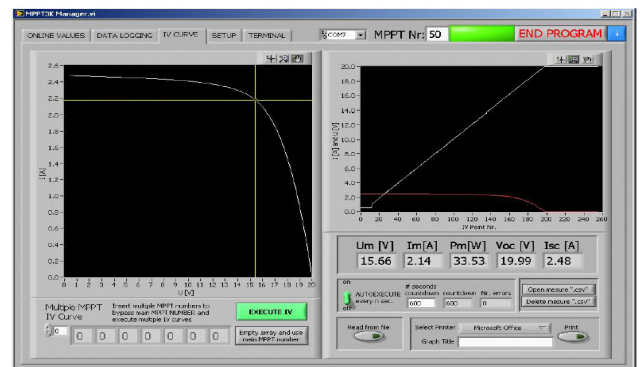 MPPT3K Manager.vi
ONLINE VALUES DATA LOGGING IV CURVE SETUP TERMINAL
COM7 MPPT Nr: 50 END PROGRAM
2.6
2.4
2.2
2.0
1.8
1.6
1.4
1.2
1.0
0.8
0.6
0.4
0.2
0.0
I [A]
0 1 2 3 4 5 6 7 8 9 10 11 12 13 14 15 16 17 18 19 20
U [V]
20.0
18.0
16.0
14.0
12.0
10.0
8.0
6.0
4.0
2.0
0.0
I [A] and U [V]
0 20 40 60 80 100 120 140 160 180 200 220 240 260
IV Point Nr.
Um [V] Im[A] Pm[W] Voc [V] Isc [A]
15.66 2.14 33.53 19.99 2.48
Multiple MPPT
IV Curve
Insert multiple MPPT numbers to
bypass main MPPT NUMBER and
execute multiple IV curves
EXECUTE IV
0 0 0 0 0 0 0 0
Empty array and use
main MPPT number
on
off
AUTOEXECUTE
every n sec.
# seconds
countdown countdown Nr. errors
600 600 0
Open mesure ".csv"
Delete mesure ".csv"
Read from file
Select Printer Microsoft Office Print
Graph Title